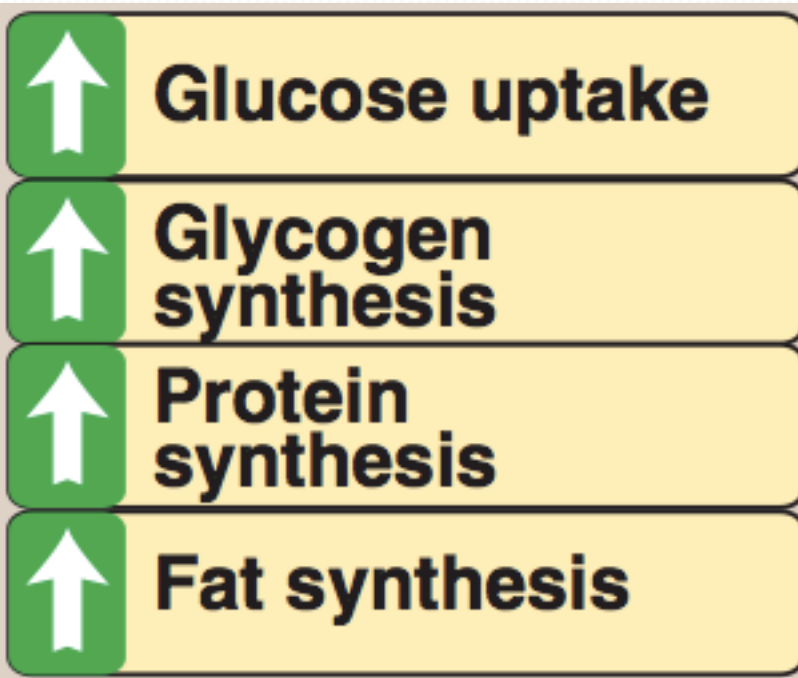 Glucose uptake
Glycogen
synthesis
Protein
synthesis
Fat synthesis